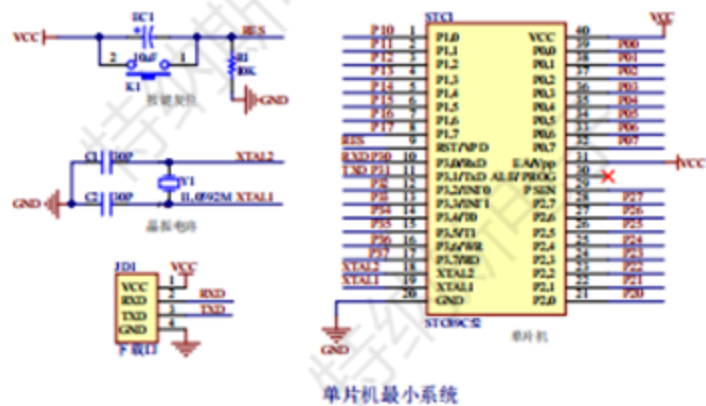 EC1
VCC
RES
2
10uF
1
R1
10K
K1
GND
按键复位
C1
30P
XTAL2
Y1
11.0592M
GND
C2
30P
XTAL1
晶振电路
JD1
VCC
VCC
1
RXD
2
RXD
TXD
3
TXD
GND
4
下载口
STC1
VCC
P10
1
P1.0
VCC
40
P11
2
P1.1
P0.0
39
P00
P12
3
P1.2
P0.1
38
P01
P13
4
P1.3
P0.2
37
P02
P14
5
P1.4
P0.3
36
P03
P15
6
P1.5
P0.4
35
P04
P16
7
P1.6
P0.5
34
P05
P17
8
P1.7
P0.6
33
P06
RES
9
RST/VPD
P0.7
32
P07
RXD P30
10
P3.0/RxD
EA/Vpp
31
VCC
TXD P31
11
P3.1/TxD
ALE/PROG
30
P32
12
P3.2/INT0
PSEN
29
P33
13
P3.3/INT1
P2.7
28
P27
P34
14
P3.4/T0
P2.6
27
P26
P35
15
P3.5/T1
P2.5
26
P25
P36
16
P3.6/WR
P2.4
25
P24
P37
17
P3.7/RD
P2.3
24
P23
XTAL2
18
XTAL2
P2.2
23
P22
XTAL1
19
XTAL1
P2.1
22
P21
20
GND
P2.0
21
P20
GND
STC89C52
单片机
单片机最小系统